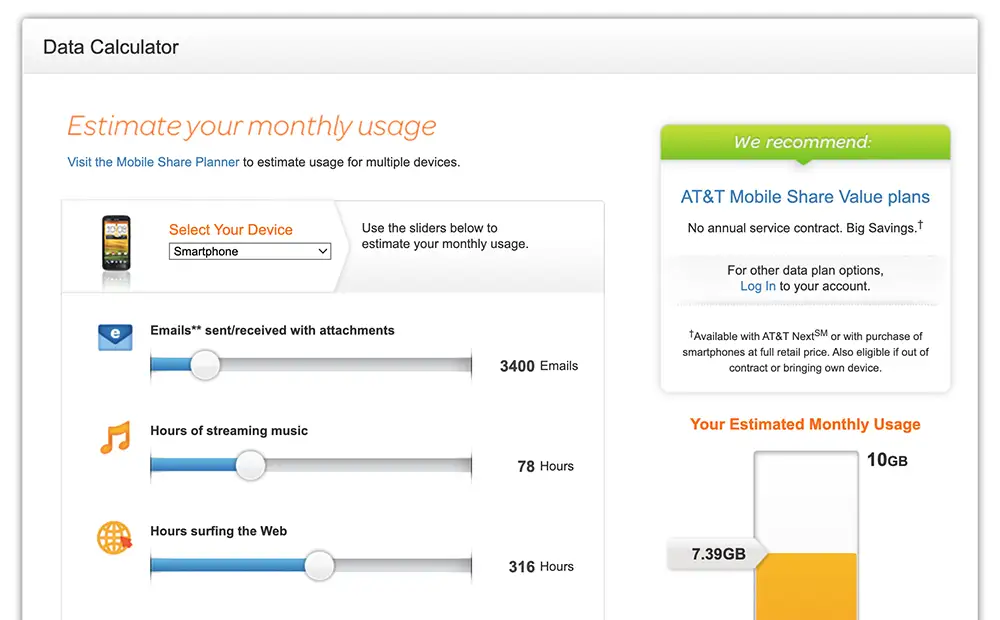 Data Calculator
Estimate your monthly usage
Visit the Mobile Share Planner to estimate usage for multiple devices.
Select Your Device
Smartphone
Use the sliders below to
estimate your monthly usage.
Emails** sent/received with attachments
3400 Emails
Hours of streaming music
78 Hours
Hours surfing the Web
316 Hours
We recommend:
AT&T Mobile Share Value plans
No annual service contract. Big Savings.†
For other data plan options,
Log In to your account.
†Available with AT&T NextSM or with purchase of
smartphones at full retail price. Also eligible if out of
contract or bringing own device.
Your Estimated Monthly Usage
10GB
7.39GB